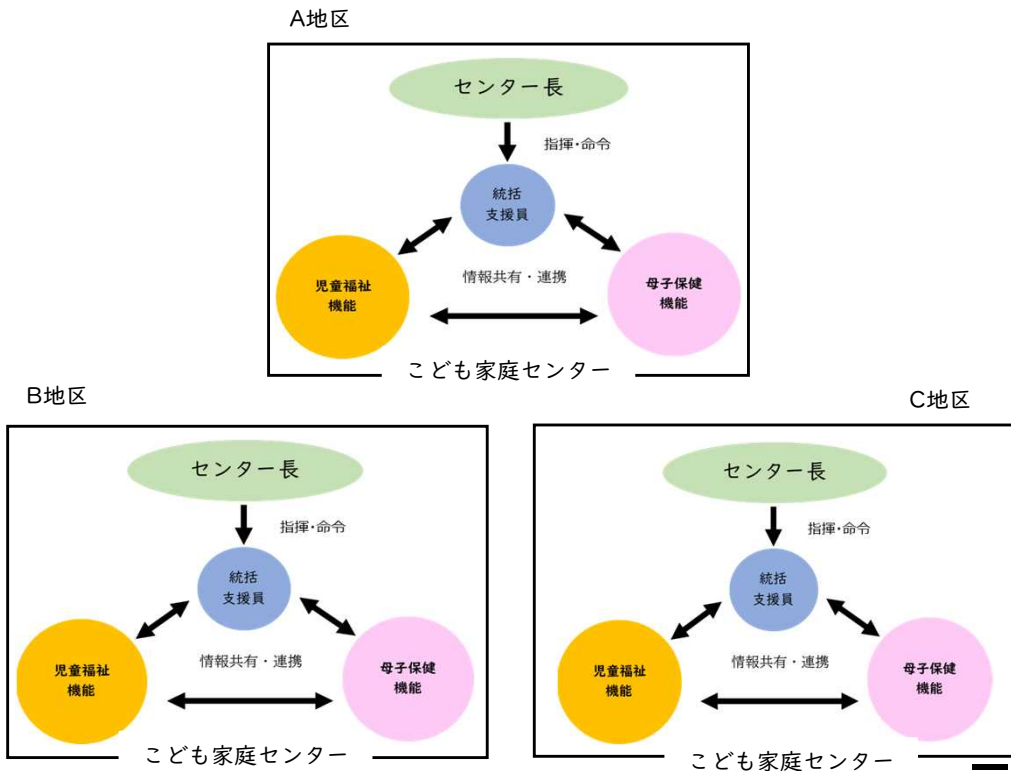 A地区
センター長
指揮・命令
統括
支援員
児童福祉
機能
情報共有・連携
母子保健
機能
こども家庭センター
B地区
センター長
指揮・命令
統括
支援員
児童福祉
機能
情報共有・連携
母子保健
機能
こども家庭センター
C地区
センター長
指揮・命令
統括
支援員
児童福祉
機能
情報共有・連携
母子保健
機能
こども家庭センター